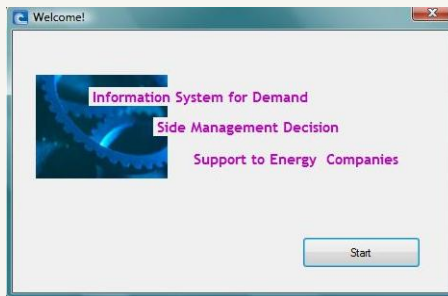 Welcome!
Information System for Demand
Side Management Decision
Support to Energy Companies
Start